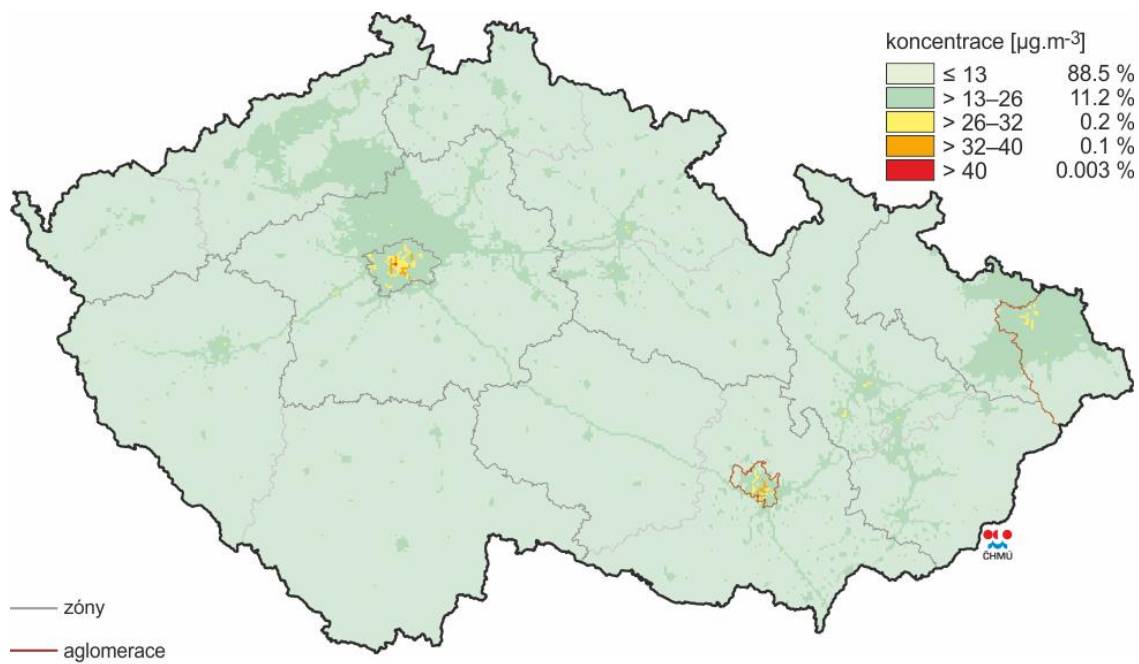 koncentrace [µg.m-3]
≤ 13 88.5 %
> 13–26 11.2 %
> 26–32 0.2 %
> 32–40 0.1 %
> 40 0.003 %
ČHMÚ
zóny
aglomerace